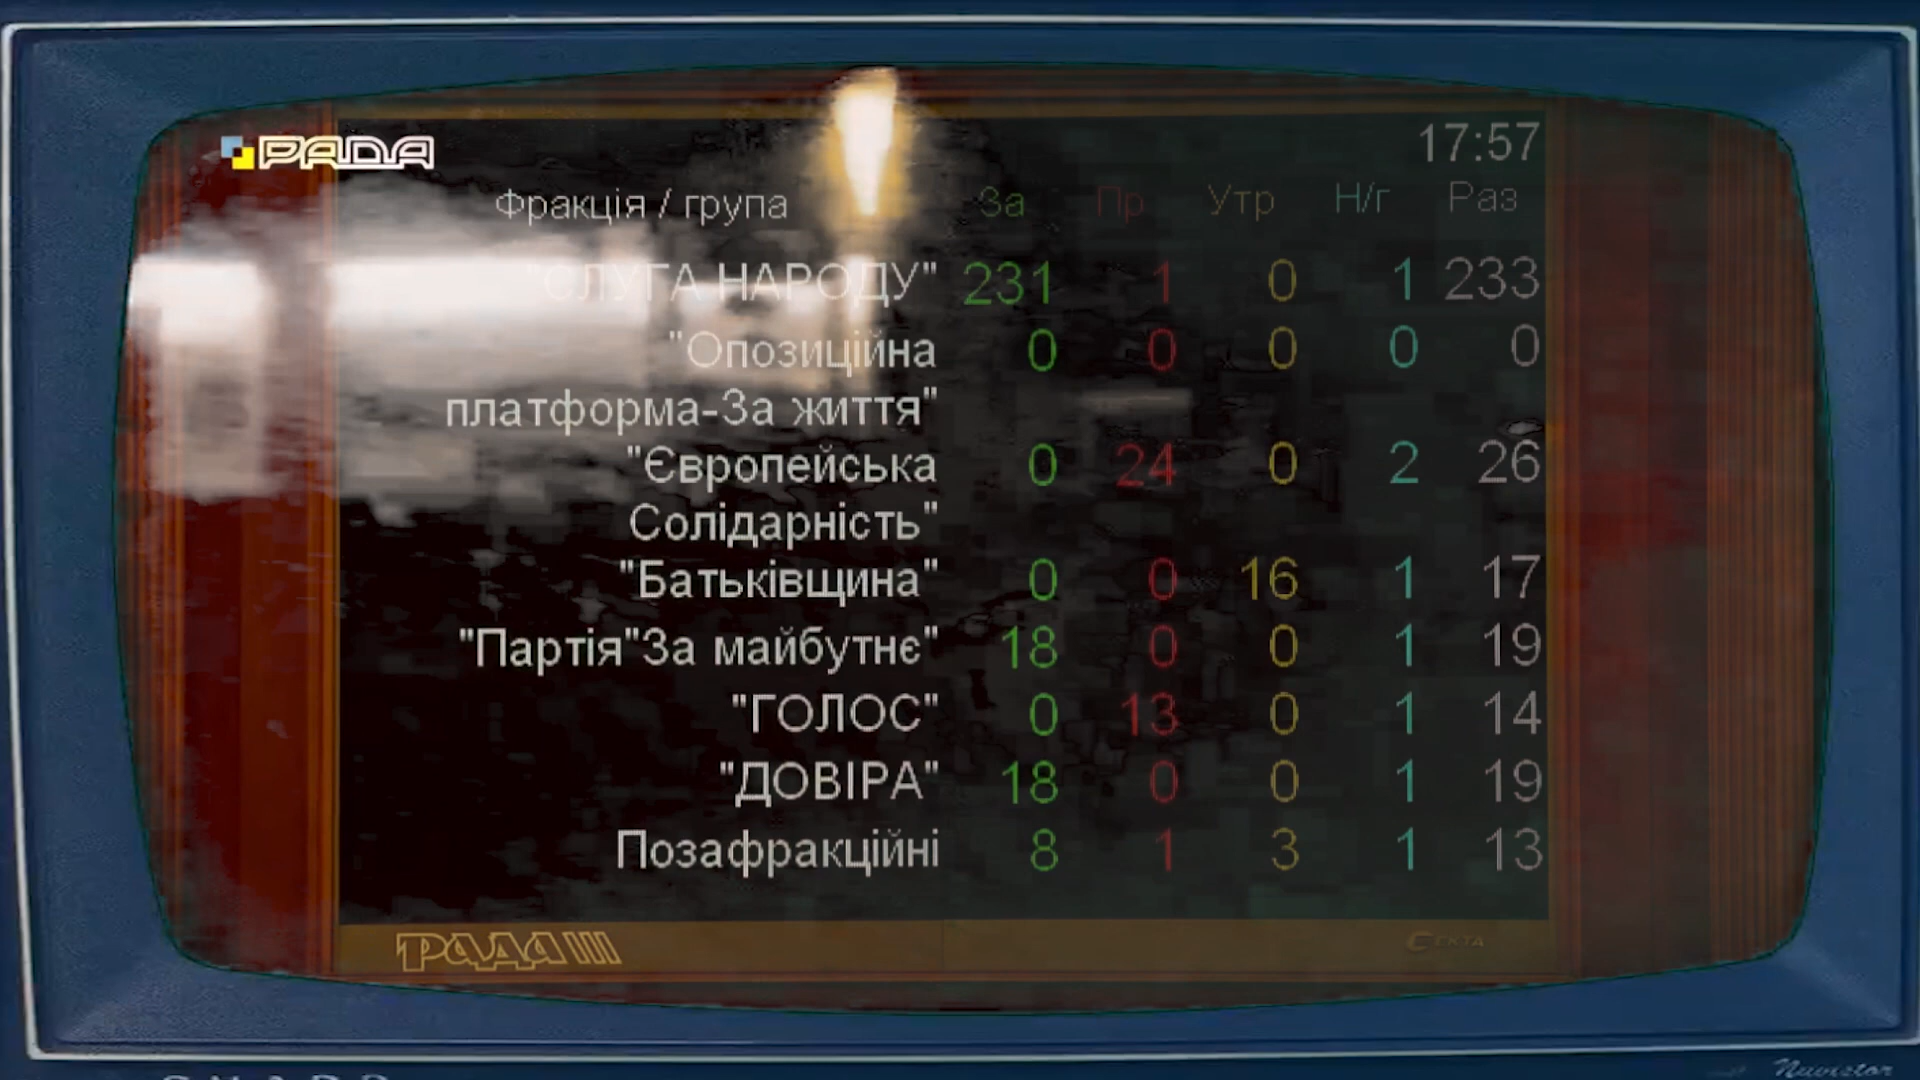 РАДА
17:57
Фракція / група За Пр Утр Н/г Раз
"СЛУГА НАРОДУ" 231 1 0 1 233
"Опозиційна 0 0 0 0 0
платформа-За життя"
"Європейська 0 24 0 2 26
Солідарність"
"Батьківщина" 0 0 16 1 17
"Партія"За майбутнє" 18 0 0 1 19
"ГОЛОС" 0 13 0 1 14
"ДОВІРА" 18 0 0 1 19
Позафракційні 8 1 3 1 13
РАДА III
ЕКТА
Nuvistor